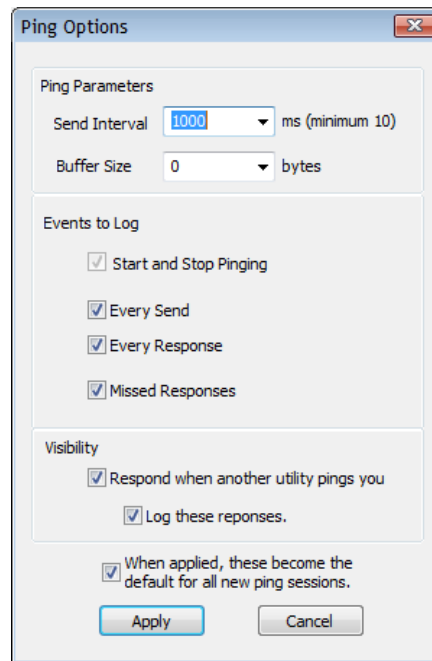 Ping Options
Ping Parameters
Send Interval 1000 ms (minimum 10)
Buffer Size 0 bytes
Events to Log
Start and Stop Pinging
Every Send
Every Response
Missed Responses
Visibility
Respond when another utility pings you
Log these reponses.
When applied, these become the
default for all new ping sessions.
Apply Cancel